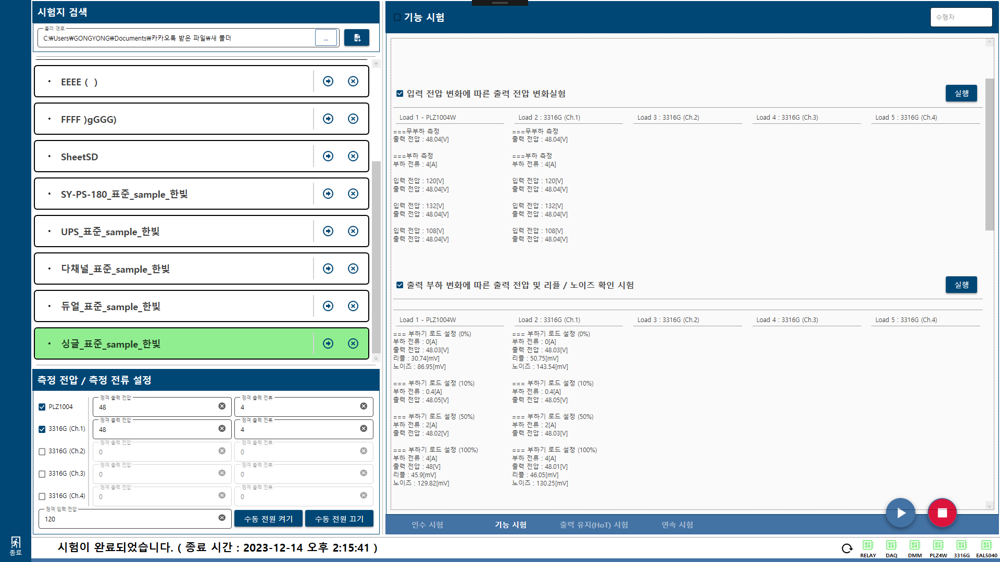 시험지 검색
폴더 경로
C:₩Users₩GONGYONG₩Documents₩카카오톡 받은 파일₩새 폴더
...
• EEEE (  )
• FFFF )gGGG)
• SheetSD
• SY-PS-180_표준_sample_한빛
• UPS_표준_sample_한빛
• 다채널_표준_sample_한빛
• 듀얼_표준_sample_한빛
• 싱글_표준_sample_한빛
측정 전압 / 측정 전류 설정
정격 출력 전압 정격 출력 전류
PLZ1004 48 4
정격 출력 전압 정격 출력 전류
3316G (Ch.1) 48 4
정격 출력 전압 정격 출력 전류
3316G (Ch.2) 0 0
정격 출력 전압 정격 출력 전류
3316G (Ch.3) 0 0
정격 출력 전압 정격 출력 전류
3316G (Ch.4) 0 0
정격 입력 전압
120
수동 전원 켜기 수동 전원 끄기
기능 시험
수행자
입력 전압 변화에 따른 출력 전압 변화실험 실행
Load 1 - PLZ1004W Load 2 : 3316G (Ch.1) Load 3 : 3316G (Ch.2) Load 4 : 3316G (Ch.3) Load 5 : 3316G (Ch.4)
===무부하 측정 ===무부하 측정
출력 전압 : 48.04[V] 출력 전압 : 48.04[V]
===부하 측정 ===부하 측정
부하 전류 : 4[A] 부하 전류 : 4[A]
입력 전압 : 120[V] 입력 전압 : 120[V]
출력 전압 : 48.04[V] 출력 전압 : 48.04[V]
입력 전압 : 132[V] 입력 전압 : 132[V]
출력 전압 : 48.04[V] 출력 전압 : 48.04[V]
입력 전압 : 108[V] 입력 전압 : 108[V]
출력 전압 : 48.04[V] 출력 전압 : 48.04[V]
출력 부하 변화에 따른 출력 전압 및 리플 / 노이즈 확인 시험 실행
Load 1 - PLZ1004W Load 2 : 3316G (Ch.1) Load 3 : 3316G (Ch.2) Load 4 : 3316G (Ch.3) Load 5 : 3316G (Ch.4)
=== 부하기 로드 설정 (0%) === 부하기 로드 설정 (0%)
부하 전류 : 0[A] 부하 전류 : 0[A]
출력 전압 : 48.03[V] 출력 전압 : 48.03[V]
리플 : 30.74[mV] 리플 : 50.75[mV]
노이즈 : 86.95[mV] 노이즈 : 143.54[mV]
=== 부하기 로드 설정 (10%) === 부하기 로드 설정 (10%)
부하 전류 : 0.4[A] 부하 전류 : 0.4[A]
출력 전압 : 48.05[V] 출력 전압 : 48.05[V]
=== 부하기 로드 설정 (50%) === 부하기 로드 설정 (50%)
부하 전류 : 2[A] 부하 전류 : 2[A]
출력 전압 : 48.02[V] 출력 전압 : 48.03[V]
=== 부하기 로드 설정 (100%) === 부하기 로드 설정 (100%)
부하 전류 : 4[A] 부하 전류 : 4[A]
출력 전압 : 48[V] 출력 전압 : 48.01[V]
리플 : 45.9[mV] 리플 : 46.05[mV]
노이즈 : 129.82[mV] 노이즈 : 130.25[mV]
인수 시험 기능 시험 출력 유지(HoT) 시험 연속 시험
종료
시험이 완료되었습니다. ( 종료 시간 : 2023-12-14 오후 2:15:41 )
RELAY DAQ DMM PLZ4W 3316G EAL5040